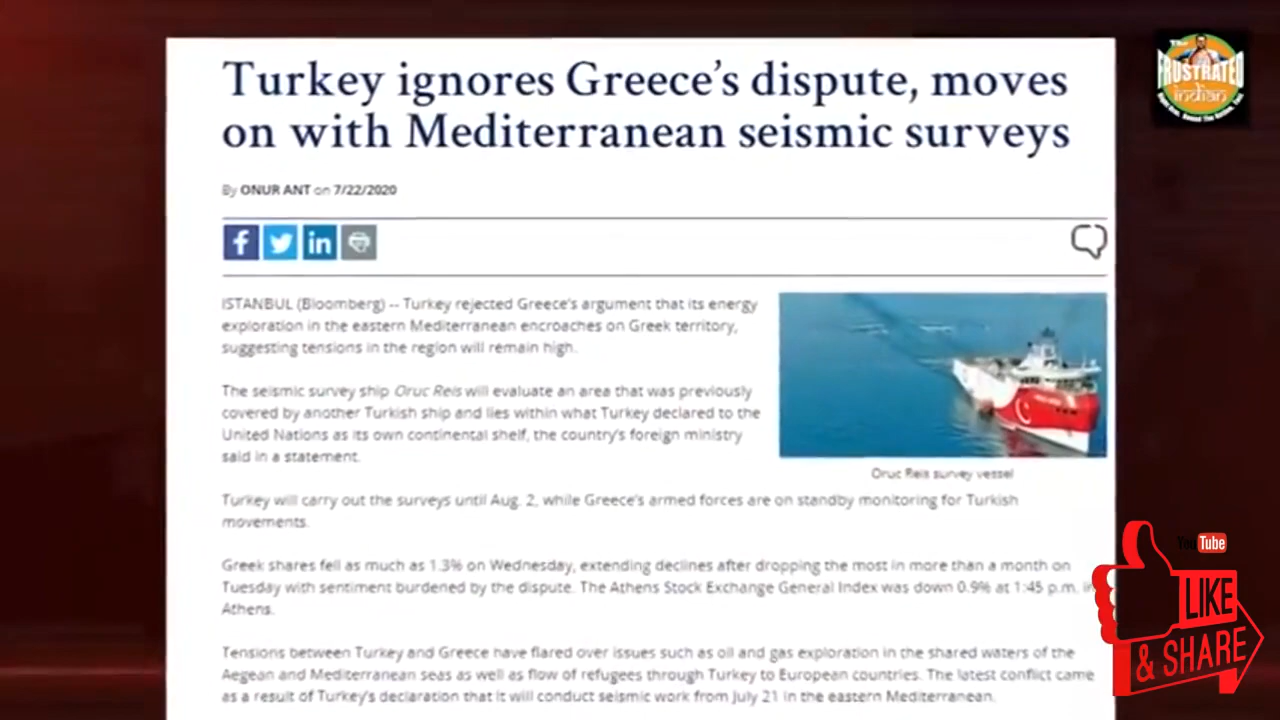 Turkey ignores Greece's dispute, moves
on with Mediterranean seismic surveys
By ONUR ANT on 7/22/2020
ISTANBUL (Bloomberg) -- Turkey rejected Greece's argument that its energy
exploration in the eastern Mediterranean encroaches on Greek territory,
suggesting tensions in the region will remain high.
The seismic survey ship Oruc Reis will evaluate an area that was previously
covered by another Turkish ship and lies within what Turkey declared to the
United Nations as its own continental shelf, the country's foreign ministry
said in a statement.
Oruc Reis survey vessel
Turkey will carry out the surveys until Aug. 2, while Greece's armed forces are on standby monitoring for Turkish
movements.
Greek shares fell as much as 1.3% on Wednesday, extending declines after dropping the most in more than a month on
Tuesday with sentiment burdened by the dispute. The Athens Stock Exchange General Index was down 0.9% at 1:45 p.m. in
Athens.
Tensions between Turkey and Greece have flared over issues such as oil and gas exploration in the shared waters of the
Aegean and Mediterranean seas as well as flow of refugees through Turkey to European countries. The latest conflict came
as a result of Turkey's declaration that it will conduct seismic work from July 21 in the eastern Mediterranean.
The
FRUSTRATED
indian
YouTube
LIKE
& SHARE